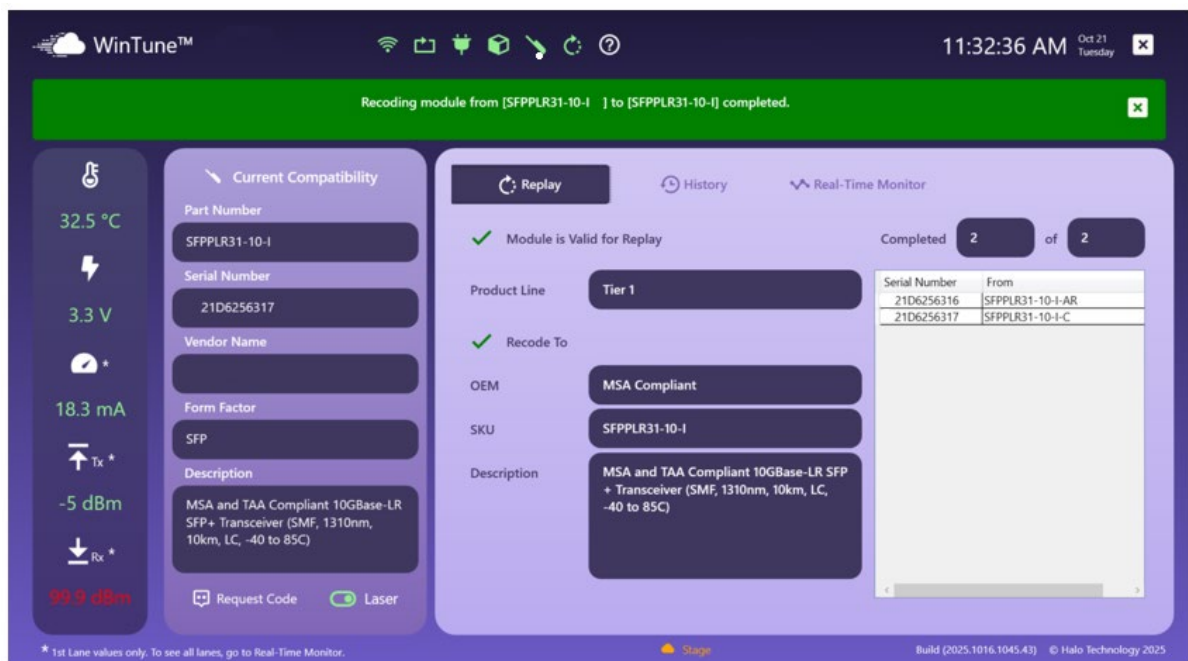 WinTune™
11:32:36 AM
Oct 21
Tuesday
Recoding module from [SFPPLR31-10-I    ] to [SFPPLR31-10-I] completed.
32.5 °C
3.3 V
*
18.3 mA
Tx *
-5 dBm
Rx *
99.9 dBm
Current Compatibility
Part Number
SFPPLR31-10-I
Serial Number
21D6256317
Vendor Name
Form Factor
SFP
Description
MSA and TAA Compliant 10GBase-LR
SFP+ Transceiver (SMF, 1310nm,
10km, LC, -40 to 85C)
Request Code
Laser
Replay
History
Real-Time Monitor
Module is Valid for Replay
Completed 2 of 2
Product Line
Tier 1
Recode To
OEM
MSA Compliant
SKU
SFPPLR31-10-I
Description
MSA and TAA Compliant 10GBase-LR SFP
+ Transceiver (SMF, 1310nm, 10km, LC,
-40 to 85C)
Serial Number From
21D6256316 SFPPLR31-10-I-AR
21D6256317 SFPPLR31-10-I-C
* 1st Lane values only. To see all lanes, go to Real-Time Monitor.
Stage
Build (2025.1016.1045.43) © Halo Technology 2025